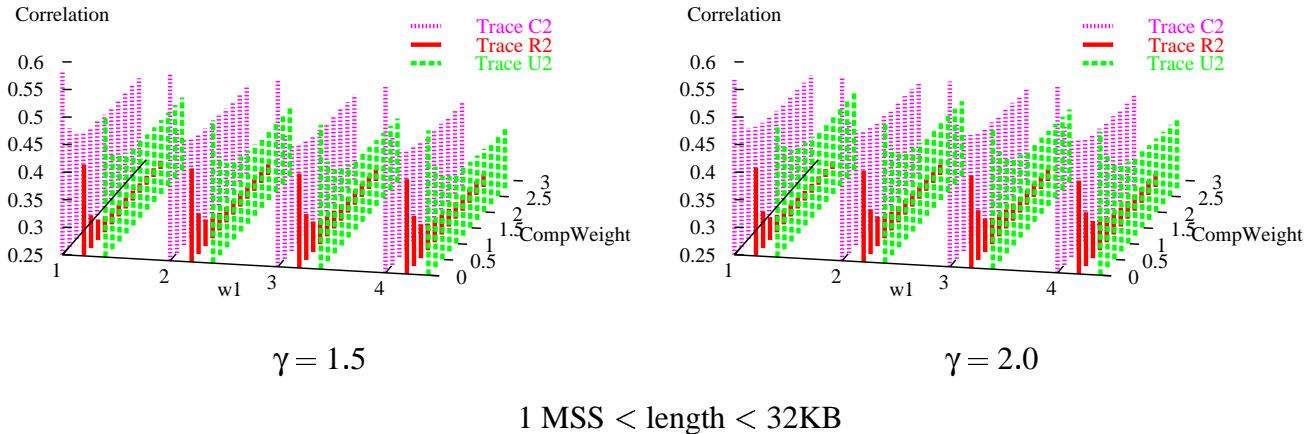 Correlation
Trace C2
Trace R2
Trace U2
0.6
0.55
0.5
0.45
0.4
0.35
0.3
0.25
1
2
3
4
w1
0
0.5
1
1.5
2
2.5
3
CompWeight
γ = 1.5
Correlation
Trace C2
Trace R2
Trace U2
0.6
0.55
0.5
0.45
0.4
0.35
0.3
0.25
1
2
3
4
w1
0
0.5
1
1.5
2
2.5
3
CompWeight
γ = 2.0
1 MSS < length < 32KB